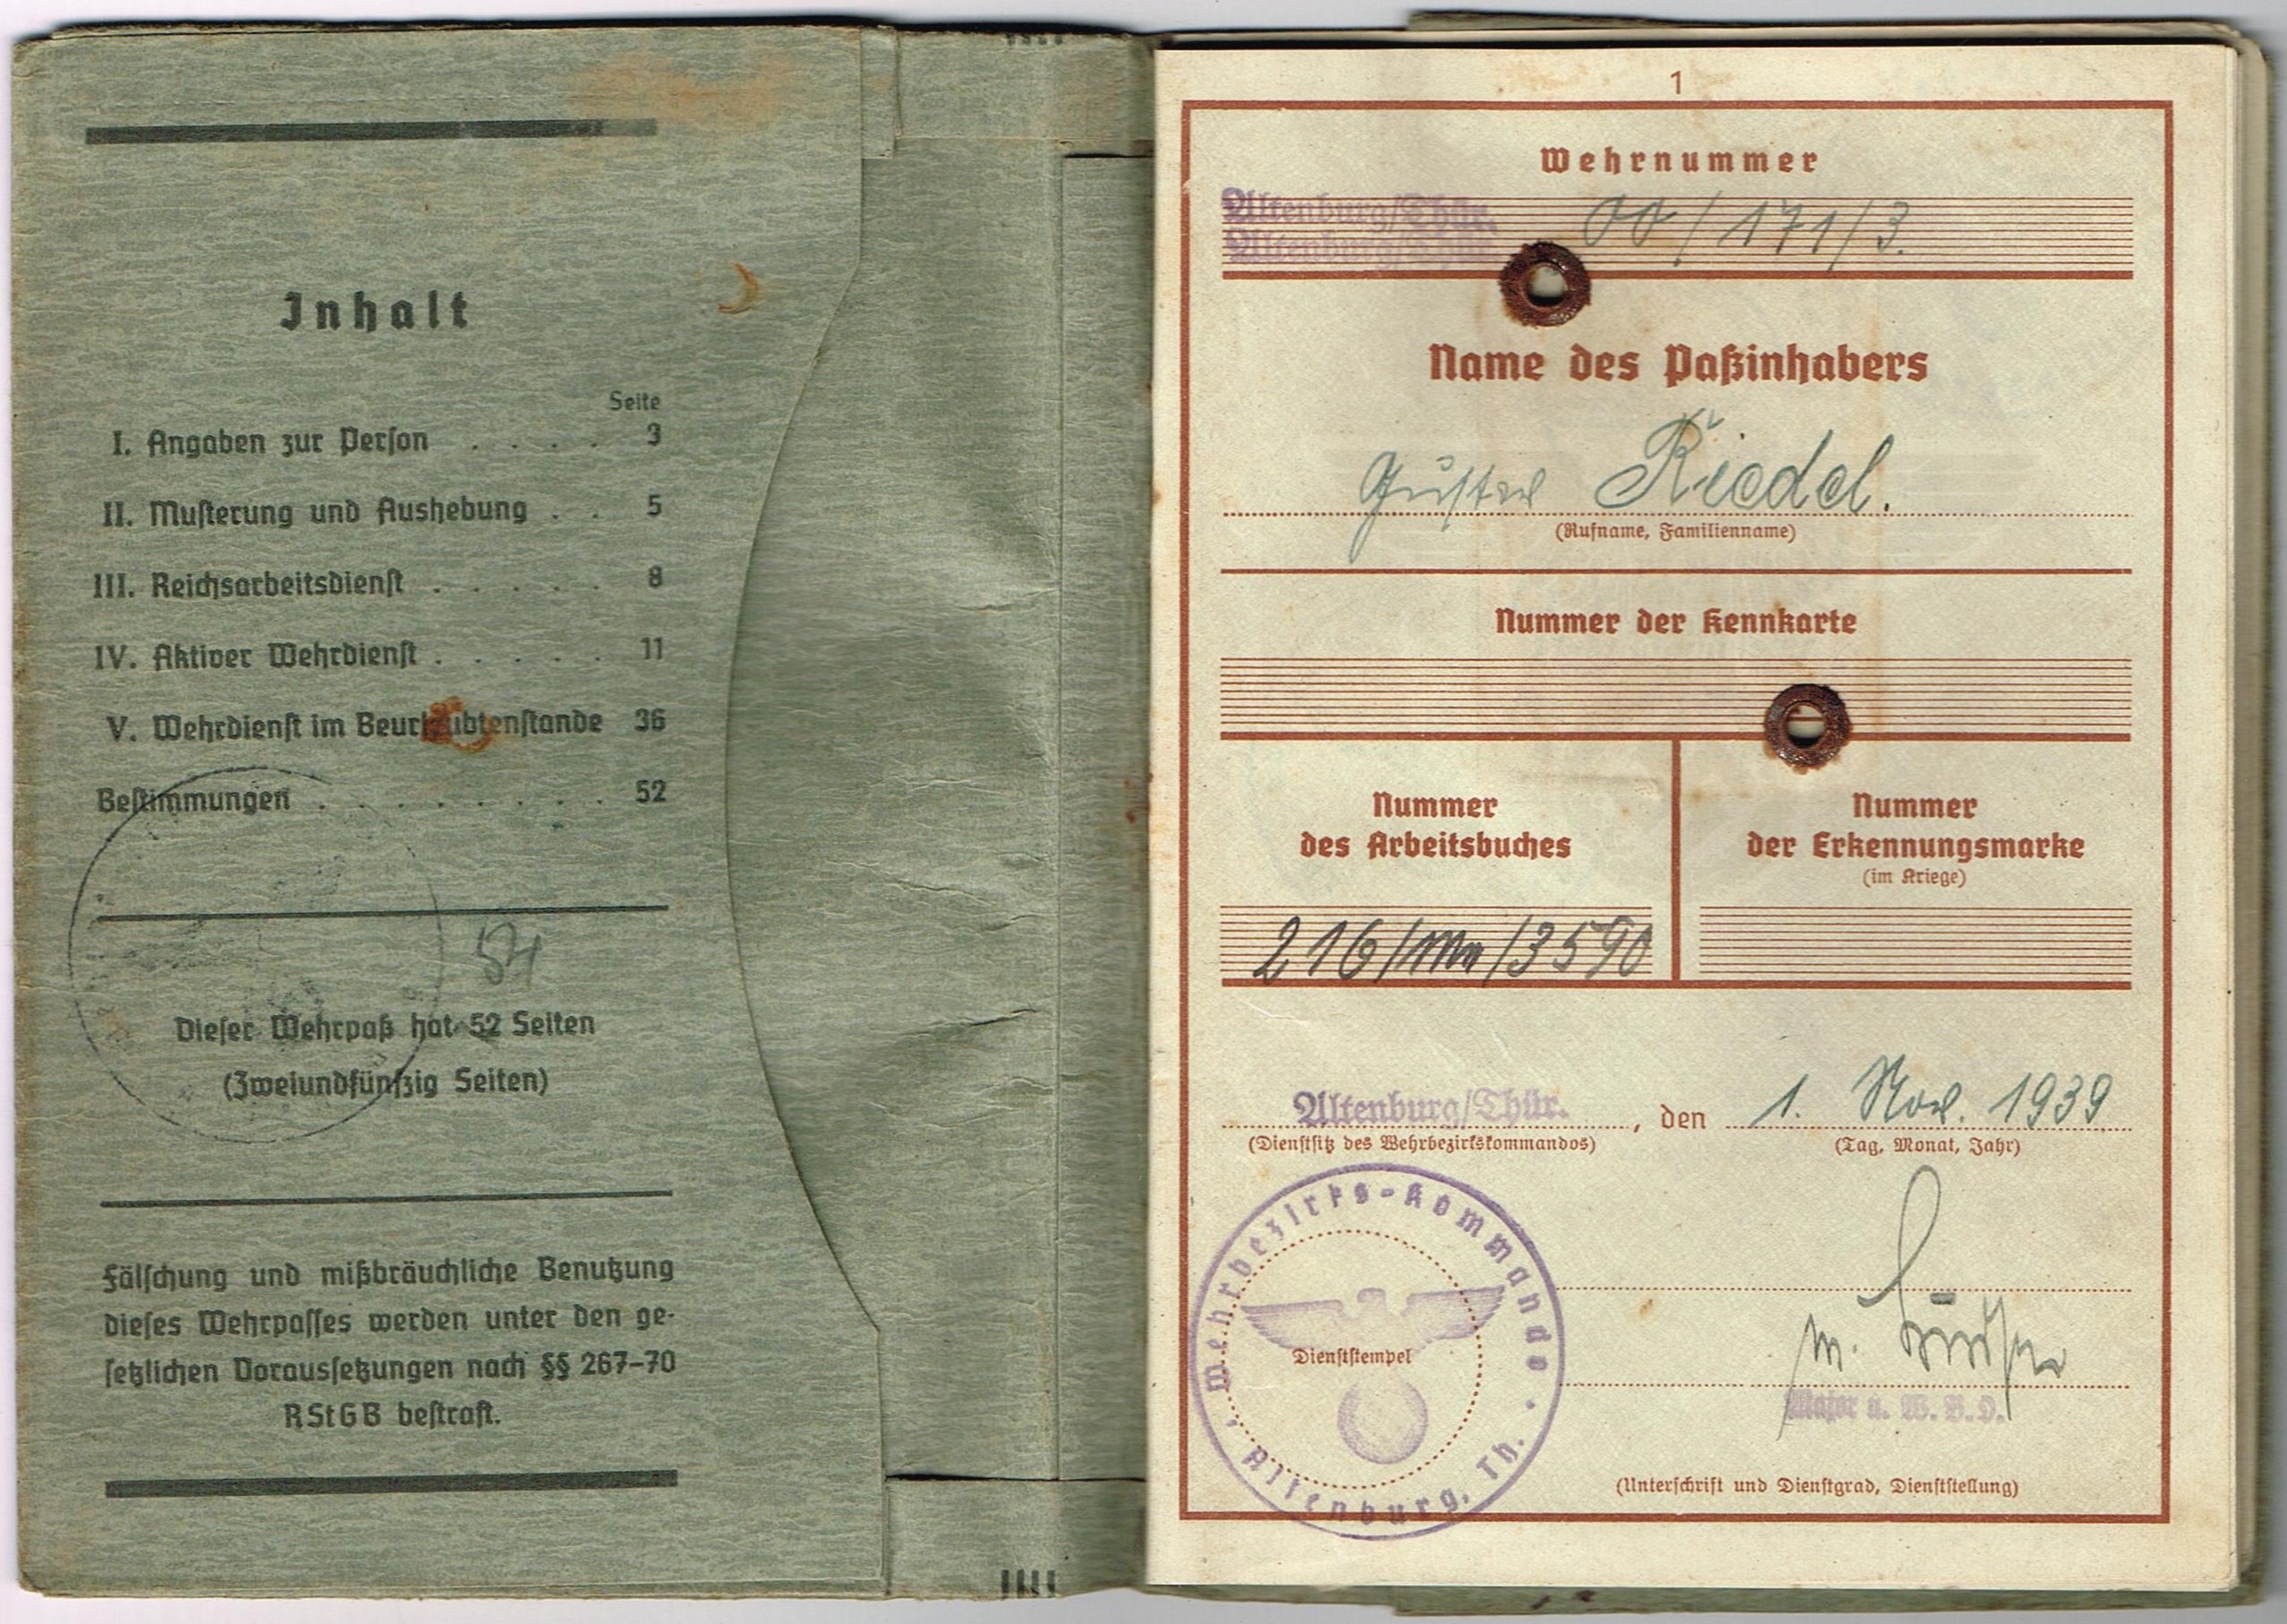 Inhalt
Seite
I. Angaben zur Person . . . . 3
II. Musterung und Aushebung . . 5
III. Reichsarbeitsdienst . . . . . 8
IV. Aktiver Wehrdienst . . . . . 11
V. Wehrdienst im Beurlaubtenstande 36
Bestimmungen . . . . . . . . 52
54
Dieser Wehrpaß hat 52 Seiten
(Zweiundfünfzig Seiten)
Fälschung und mißbräuchliche Benutzung
dieses Wehrpasses werden unter den ge-
setzlichen Voraussetzungen nach §§ 267-70
RStGB bestraft.
1
Wehrnummer
Altenburg/Thür. 00/171/3.
Altenburg/Thür.
Name des Paßinhabers
Gustav Riedel.
(Rufname, Familienname)
Nummer der Kennkarte
Nummer
des Arbeitsbuches
216/ /3590
Nummer
der Erkennungsmarke
(im Kriege)
Altenburg/Thür., den 1. Nov. 1939
(Dienstsitz des Wehrbezirkskommandos) (Tag, Monat, Jahr)
Wehrbezirks-Kommando
Dienststempel
Altenburg, Th.
Major u. W.B.O.
(Unterschrift und Dienstgrad, Dienststellung)